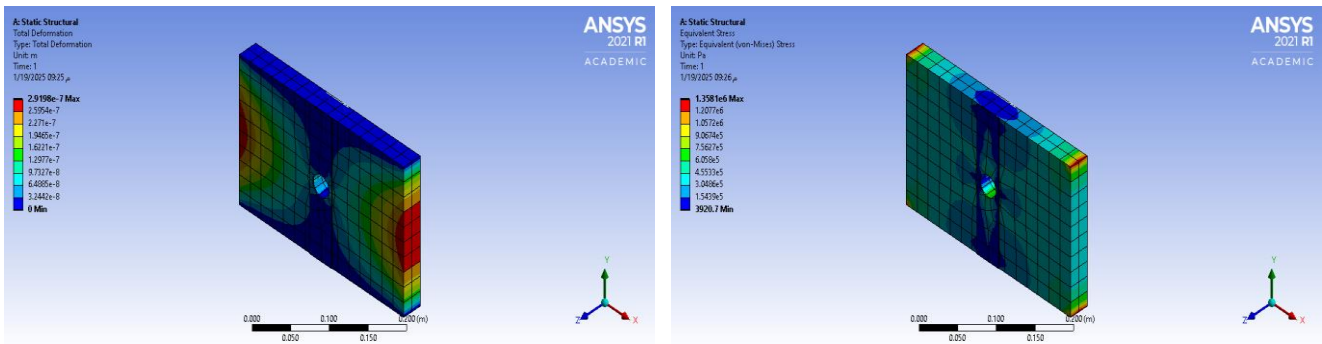 A: Static Structural
Total Deformation
Type: Total Deformation
Unit: m
Time: 1
1/19/2025 09:25 م
2.9198e-7 Max
2.5954e-7
2.271e-7
1.9465e-7
1.6221e-7
1.2977e-7
9.7327e-8
6.4885e-8
3.2442e-8
0 Min
ANSYS
2021 R1
ACADEMIC
0.000
0.100
0.200 (m)
0.050
0.150
Y
Z
X
A: Static Structural
Equivalent Stress
Type: Equivalent (von-Mises) Stress
Unit: Pa
Time: 1
1/19/2025 09:26 م
1.3581e6 Max
1.2077e6
1.0572e6
9.0674e5
7.5627e5
6.058e5
4.5533e5
3.0486e5
1.5439e5
3920.7 Min
ANSYS
2021 R1
ACADEMIC
0.000
0.100
0.200 (m)
0.050
0.150
Y
Z
X